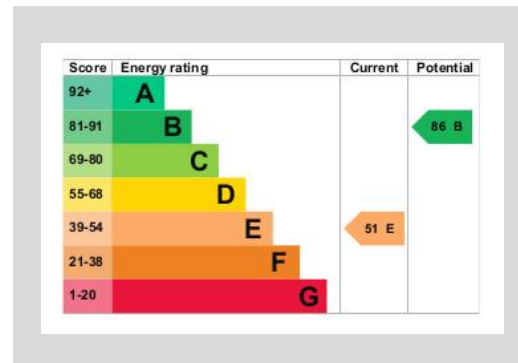 Score Energy rating Current Potential
92+ A
81-91 B 86 B
69-80 C
55-68 D
39-54 E 51 E
21-38 F
1-20 G